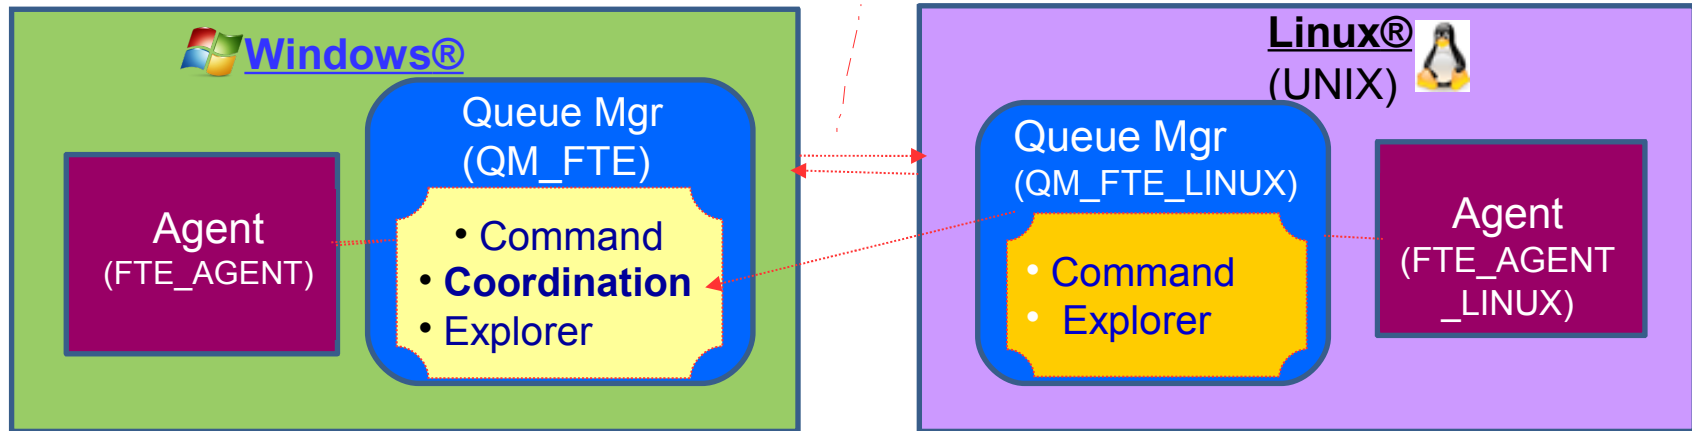 Windows®
Queue Mgr
(QM_FTE)
Agent
(FTE_AGENT)
• Command
• Coordination
• Explorer
Linux®
(UNIX)
Queue Mgr
(QM_FTE_LINUX)
• Command
• Explorer
Agent
(FTE_AGENT
_LINUX)